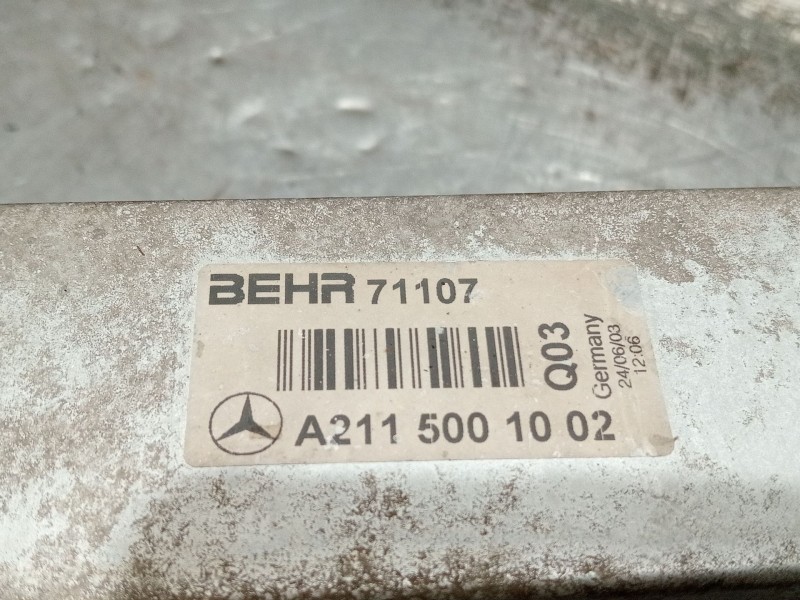 BEHR 71107
Q03
Germany
24/06/03
12:06
A211 500 10 02